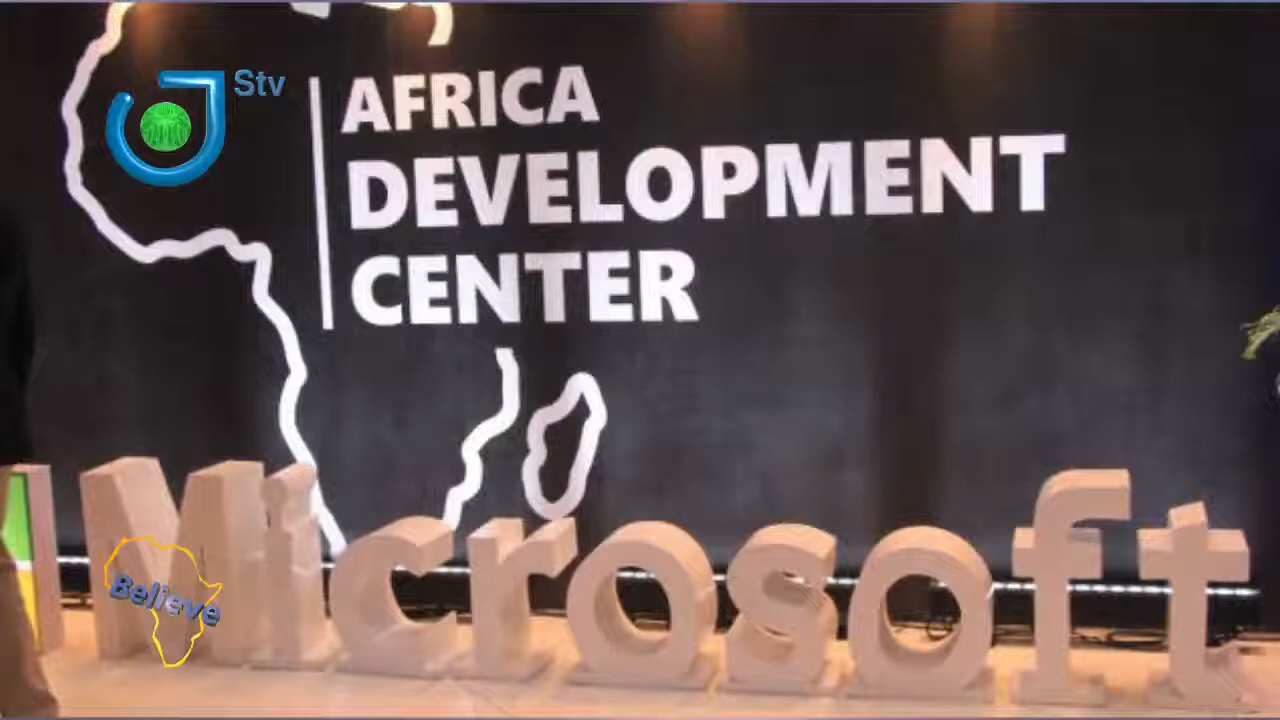 Stv
AFRICA
DEVELOPMENT
CENTER
Microsoft
Believe